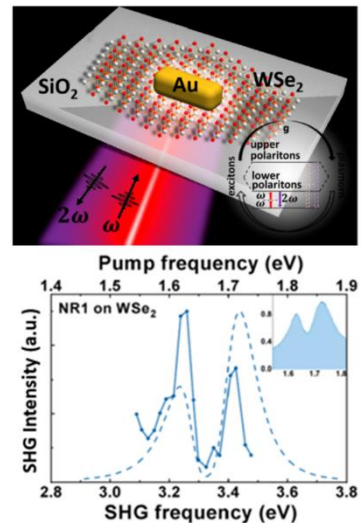 SiO₂
Au
WSe₂
g
upper
polaritons
lower
polaritons
excitons
ω
ω
2ω
2ω
ω
Pump frequency (eV)
1.4 1.5 1.6 1.7 1.8 1.9
NR1 on WSe₂
SHG Intensity (a.u.)
0.8
0.4
0.0
1.6 1.7 1.8
2.8 3.0 3.2 3.4 3.6 3.8
SHG frequency (eV)